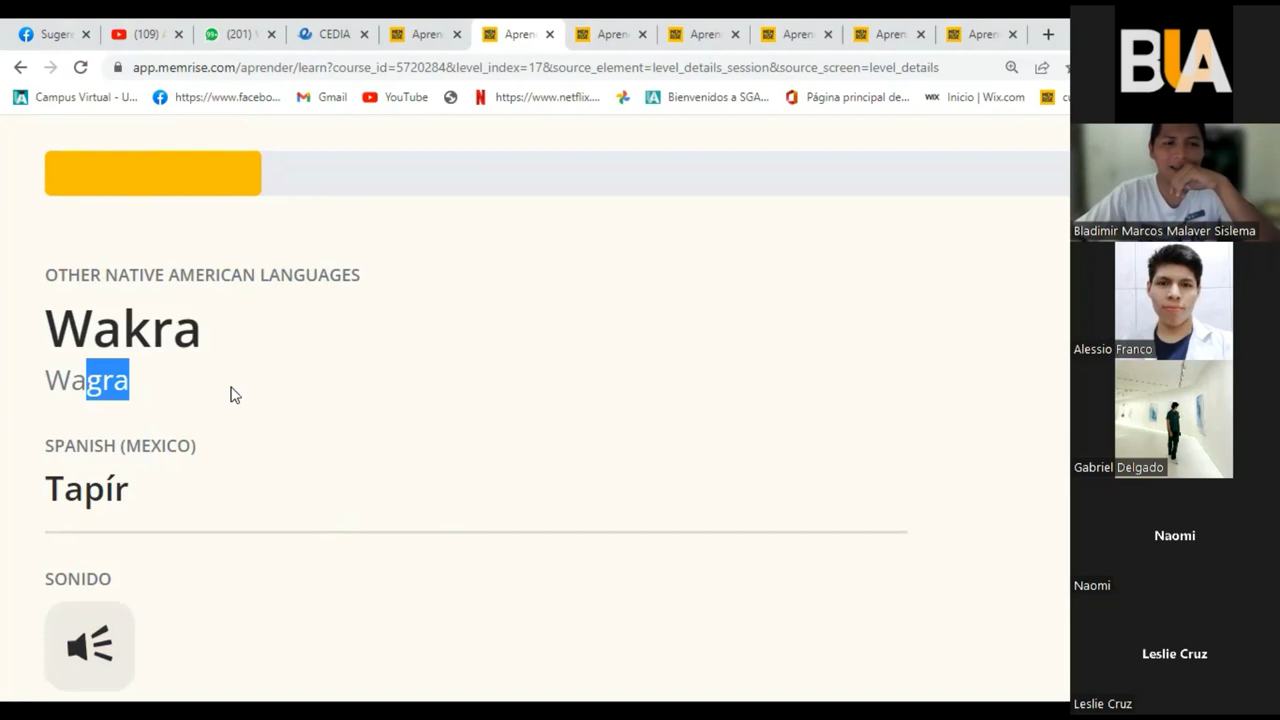 Suger
(109)
(201)
CEDIA
Apren
Apren
Apren
Apren
Apren
Apren
Apren
app.memrise.com/aprender/learn?course_id=5720284&level_index=17&source_element=level_details_session&source_screen=level_details
Campus Virtual - U...
https://www.facebo...
Gmail
YouTube
https://www.netflix....
Bienvenidos a SGA...
Página principal de...
WIX
Inicio | Wix.com
OTHER NATIVE AMERICAN LANGUAGES
Wakra
Wagra
SPANISH (MEXICO)
Tapír
SONIDO
BUA
Bladimir Marcos Malaver Sislema
Alessio Franco
Gabriel Delgado
Naomi
Naomi
Leslie Cruz
Leslie Cruz